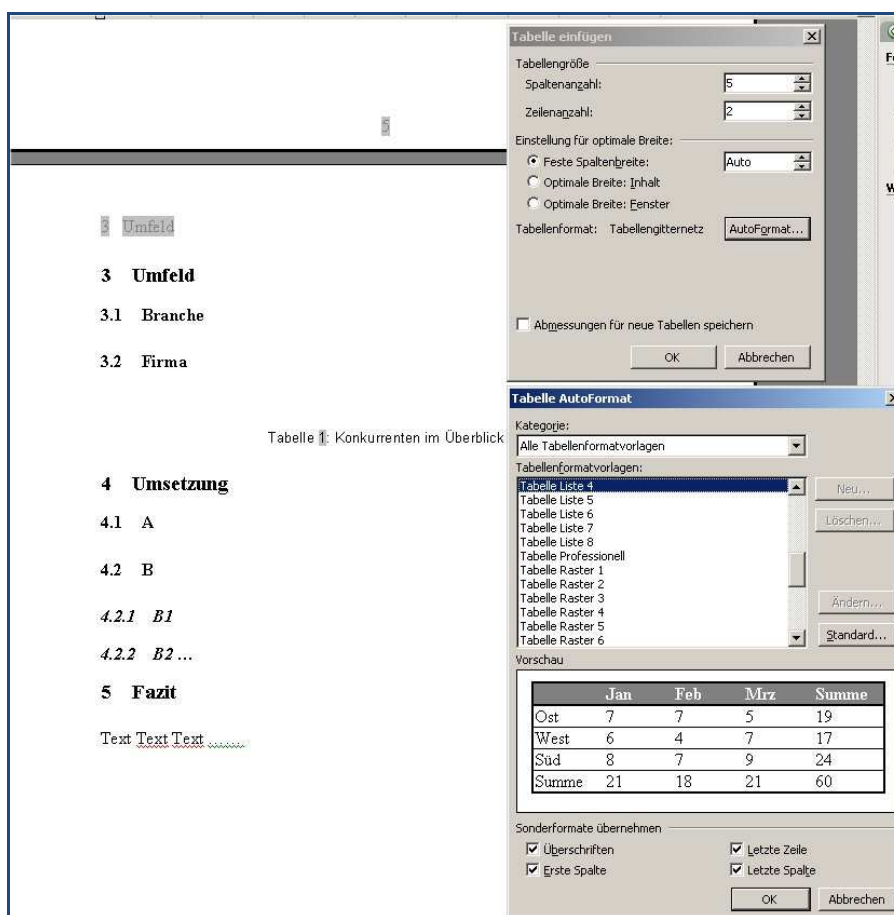 5
3 Umfeld
3 Umfeld
3.1 Branche
3.2 Firma
Tabelle 1: Konkurrenten im Überblick
4 Umsetzung
4.1 A
4.2 B
4.2.1 B1
4.2.2 B2 ...
5 Fazit
Text Text Text .......
Tabelle einfügen
Tabellengröße
Spaltenanzahl: 5
Zeilenanzahl: 2
Einstellung für optimale Breite:
Feste Spaltenbreite: Auto
Optimale Breite: Inhalt
Optimale Breite: Fenster
Tabellenformat: Tabellengitternetz AutoFormat...
Abmessungen für neue Tabellen speichern
OK Abbrechen
Tabelle AutoFormat
Kategorie:
Alle Tabellenformatvorlagen
Tabellenformatvorlagen:
Tabelle Liste 4
Tabelle Liste 5
Tabelle Liste 6
Tabelle Liste 7
Tabelle Liste 8
Tabelle Professionell
Tabelle Raster 1
Tabelle Raster 2
Tabelle Raster 3
Tabelle Raster 4
Tabelle Raster 5
Tabelle Raster 6
Neu...
Löschen...
Ändern...
Standard...
Vorschau
Jan Feb Mrz Summe
Ost 7 7 5 19
West 6 4 7 17
Süd 8 7 9 24
Summe 21 18 21 60
Sonderformate übernehmen
Überschriften Letzte Zeile
Erste Spalte Letzte Spalte
OK Abbrechen